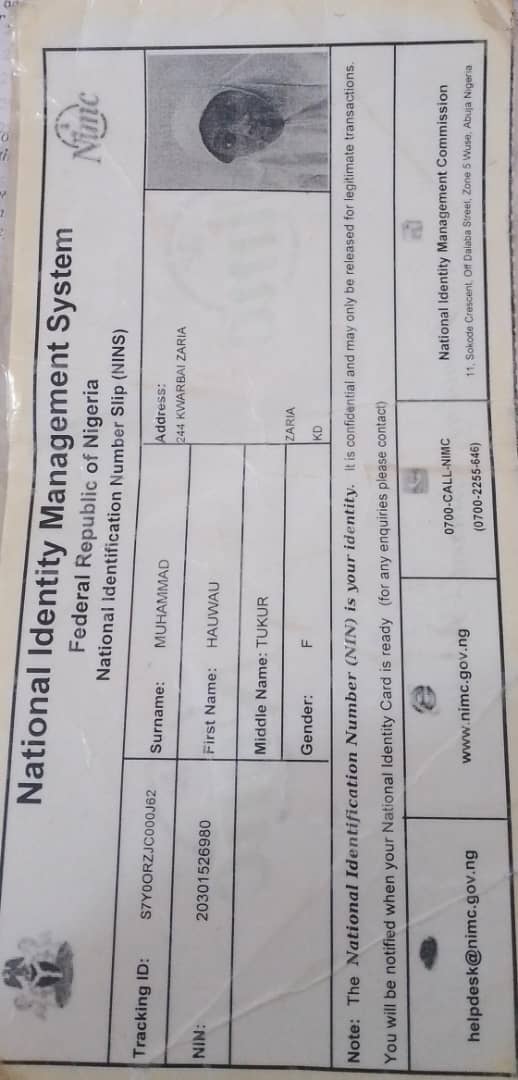 National Identity Management System
Federal Republic of Nigeria
National Identification Number Slip (NINS)
Nimc
Tracking ID: S7Y0ORZJC000J62
Surname: MUHAMMAD
Address:
244 KWARBAI ZARIA
NIN: 20301526980
First Name: HAUWAU
Middle Name: TUKUR
Gender: F
ZARIA
KD
Note: The National Identification Number (NIN) is your identity. It is confidential and may only be released for legitimate transactions.
You will be notified when your National Identity Card is ready (for any enquiries please contact)
helpdesk@nimc.gov.ng
www.nimc.gov.ng
0700-CALL-NIMC
(0700-2255-646)
National Identity Management Commission
11, Sokode Crescent, Off Dalaba Street, Zone 5 Wuse, Abuja Nigeria